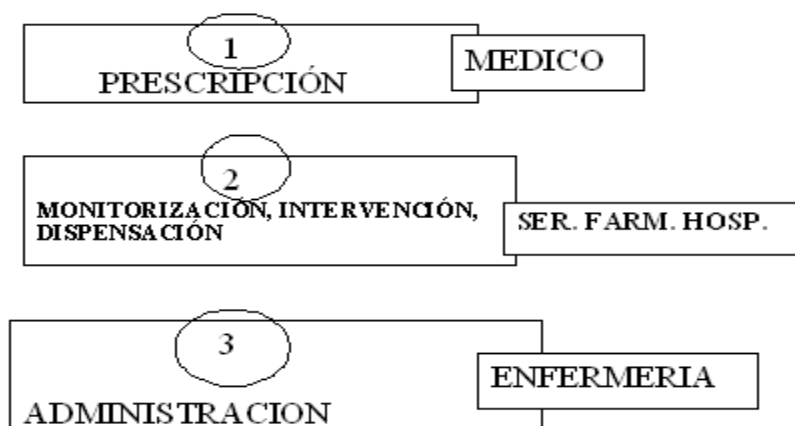 1
PRESCRIPCIÓN
MEDICO
2
MONITORIZACIÓN, INTERVENCIÓN,
DISPENSACIÓN
SER. FARM. HOSP.
3
ADMINISTRACION
ENFERMERIA